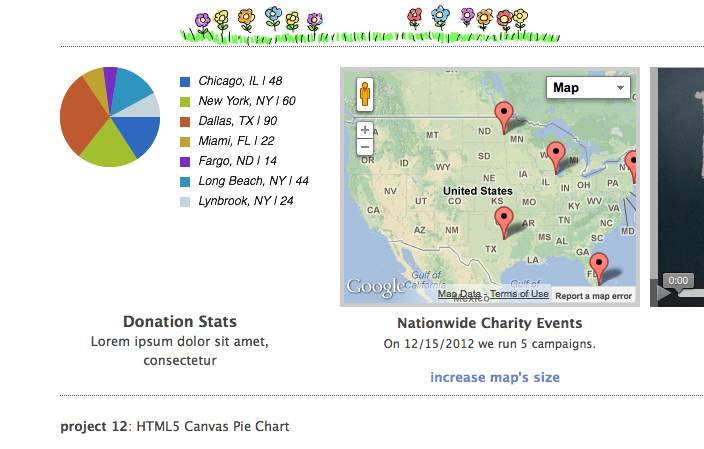 Chicago, IL | 48
New York, NY | 60
Dallas, TX | 90
Miami, FL | 22
Fargo, ND | 14
Long Beach, NY | 44
Lynbrook, NY | 24
Map
ND
MT
MN
OR
ID
SD
WY
MI
NE
IA
IL
IN
OH
PA
NV
United States
UT
CO
KS
MO
KY
WV
VA
CA
TN
NC
MD
AZ
NM
AR
SC
MS
AL
GA
TX
LA
FL
Gulf of
California
Gulf of
Mexico
Google
Map Data - Terms of Use
Report a map error
0:00
Donation Stats
Lorem ipsum dolor sit amet,
consectetur
Nationwide Charity Events
On 12/15/2012 we run 5 campaigns.
increase map's size
project 12: HTML5 Canvas Pie Chart